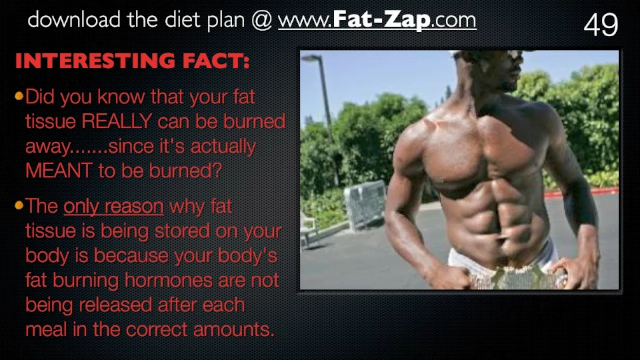 download the diet plan @ www.Fat-Zap.com
49
INTERESTING FACT:
Did you know that your fat
tissue REALLY can be burned
away.......since it's actually
MEANT to be burned?
The only reason why fat
tissue is being stored on your
body is because your body's
fat burning hormones are not
being released after each
meal in the correct amounts.